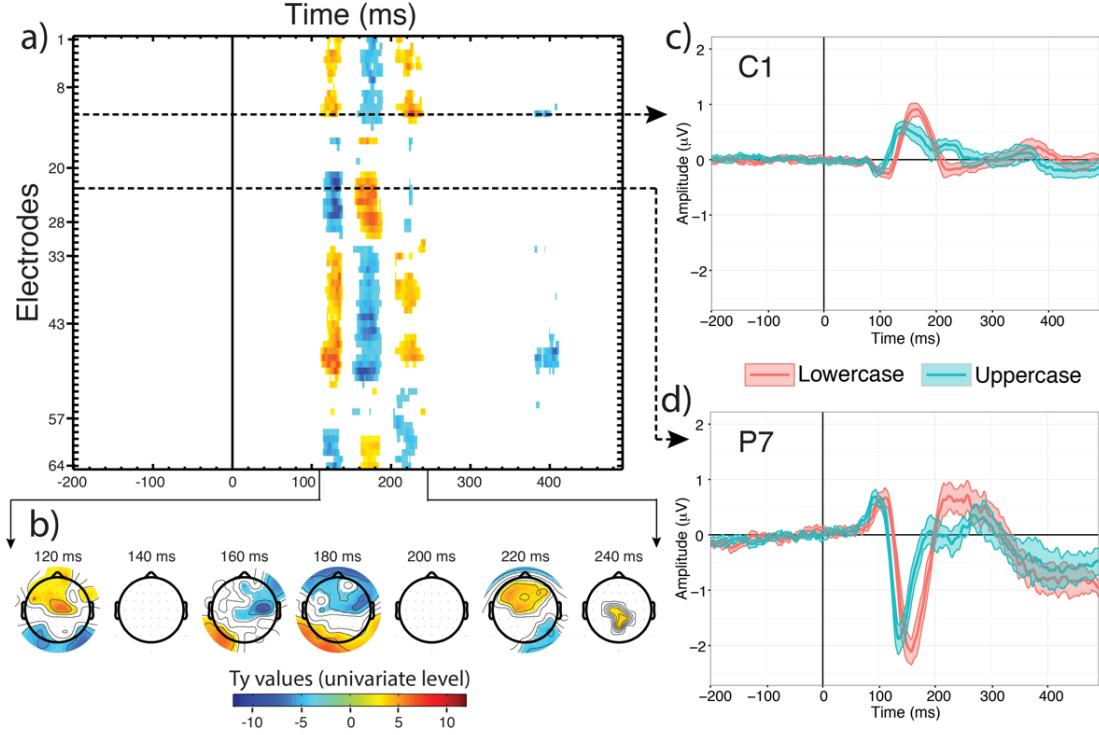 Time (ms)
a)
Electrodes
1
8
20
28
33
43
57
64
-200
-100
0
100
200
300
400
b)
120 ms
140 ms
160 ms
180 ms
200 ms
220 ms
240 ms
Ty values (univariate level)
-10
-5
0
5
10
c)
C1
Amplitude (µV)
2
1
0
−1
−2
−200
−100
0
100
200
300
400
Time (ms)
Lowercase
Uppercase
d)
P7
Amplitude (µV)
2
1
0
−1
−2
−200
−100
0
100
200
300
400
Time (ms)